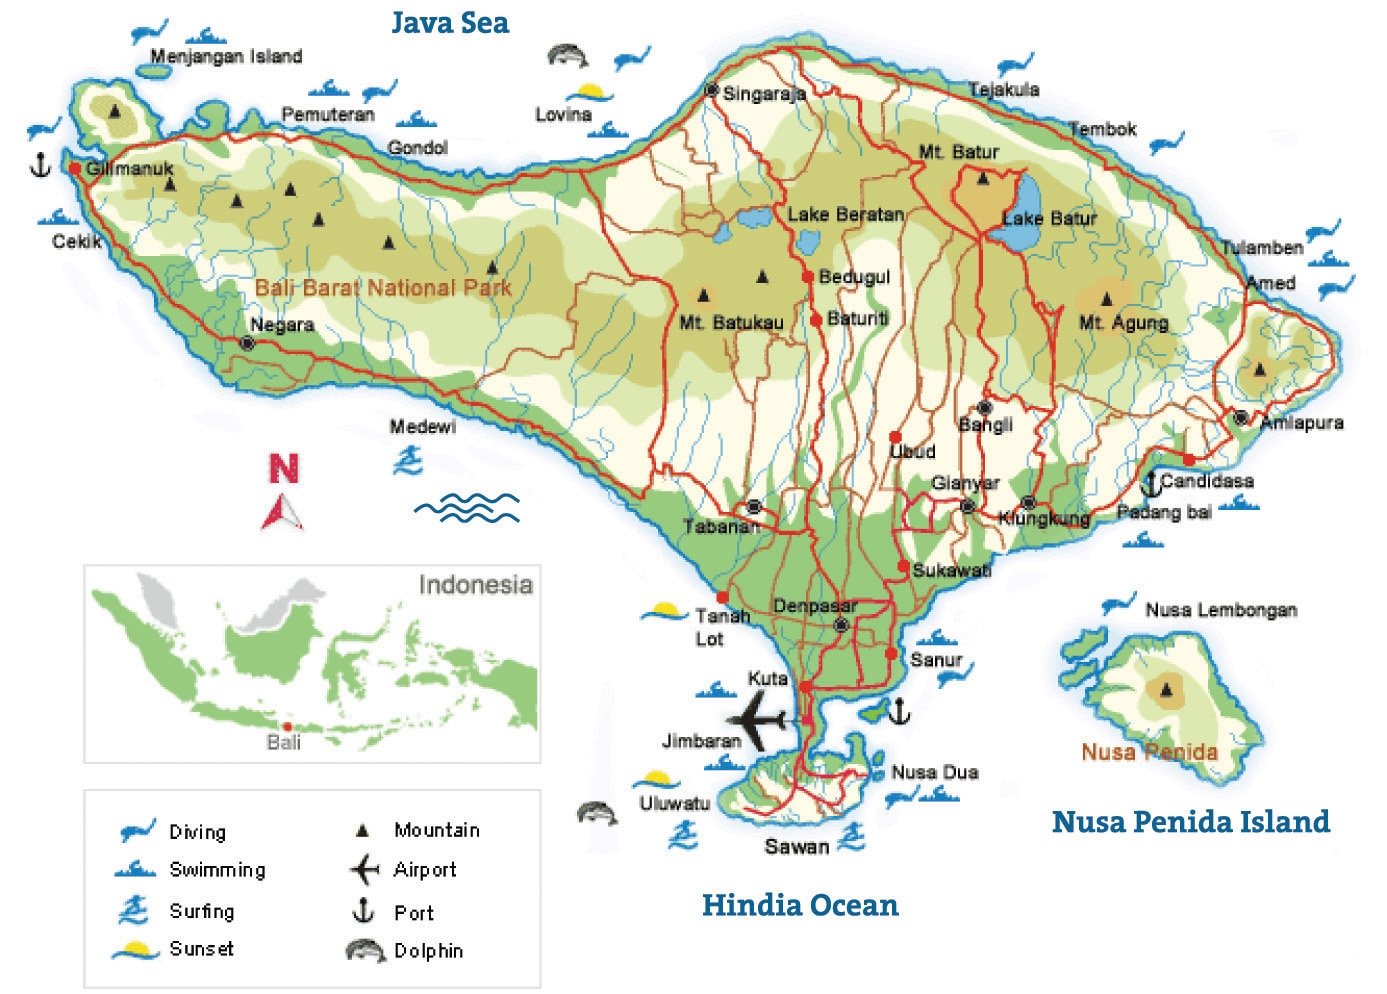 Java Sea
Menjangan Island
Pemuteran
Gondol
Lovina
Singaraja
Tejakula
Tembok
Mt. Batur
Gilimanuk
Cekik
Lake Beratan
Lake Batur
Tulamben
Amed
Bali Barat National Park
Bedugul
Negara
Mt. Batukau
Baturiti
Mt. Agung
Medewi
Bangli
Amlapura
Ubud
N
Gianyar
Candidasa
Tabanan
Klungkung
Padang bai
Sukawati
Indonesia
Bali
Tanah
Lot
Denpasar
Nusa Lembongan
Sanur
Kuta
Jimbaran
Nusa Penida
Nusa Dua
Uluwatu
Sawan
Nusa Penida Island
Hindia Ocean
Diving
Swimming
Surfing
Sunset
Mountain
Airport
Port
Dolphin